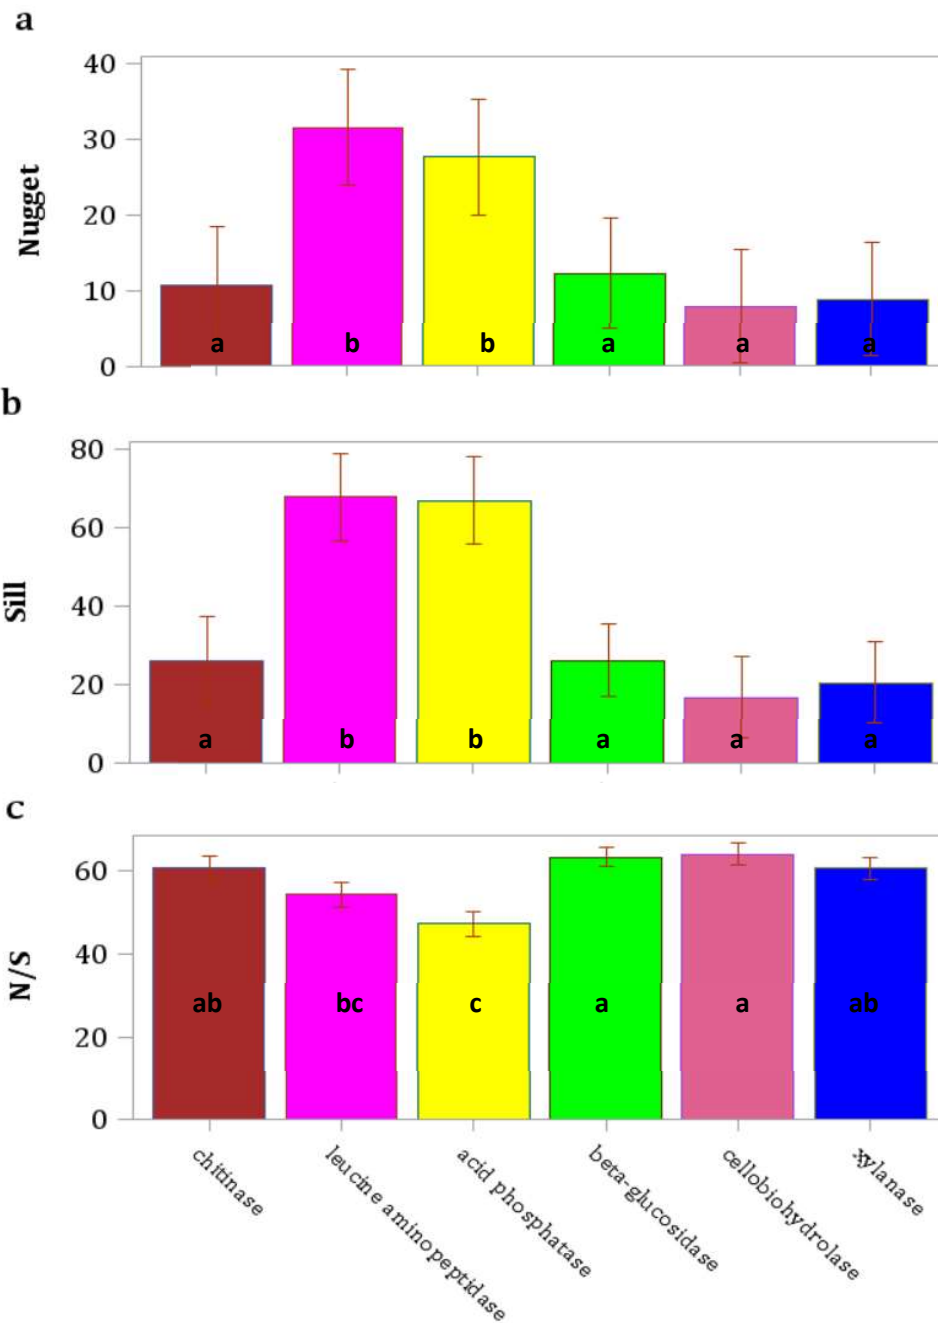 a
40
30
20
10
0
Nugget
a b b a a a
b
80
60
40
20
0
Sill
a b b a a a
c
60
40
20
0
N/S
ab bc c a a ab
chitinase
leucine aminopeptidase
acid phosphatase
beta-glucosidase
cellobiohydrolase
xylanase